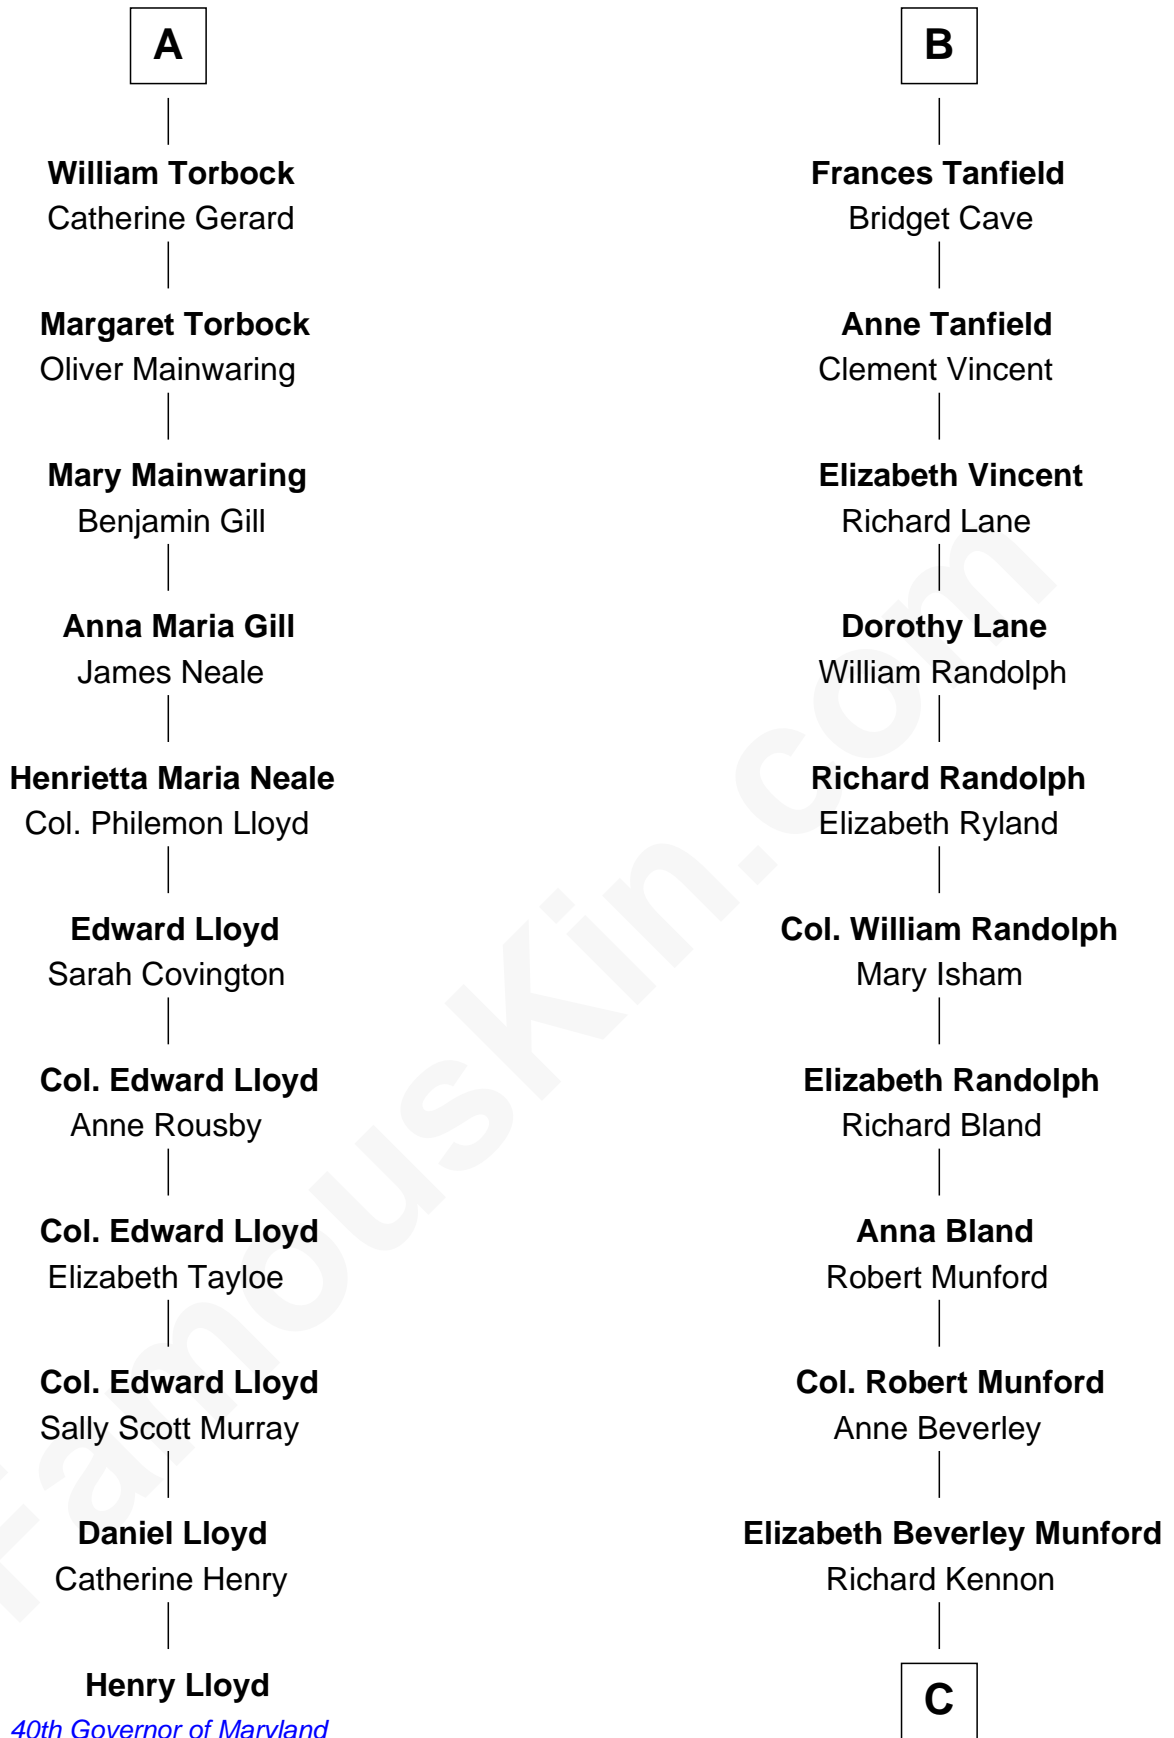 A
William Torbock
Catherine Gerard
Margaret Torbock
Oliver Mainwaring
Mary Mainwaring
Benjamin Gill
Anna Maria Gill
James Neale
Henrietta Maria Neale
Col. Philemon Lloyd
Edward Lloyd
Sarah Covington
Col. Edward Lloyd
Anne Rousby
Col. Edward Lloyd
Elizabeth Tayloe
Col. Edward Lloyd
Sally Scott Murray
Daniel Lloyd
Catherine Henry
Henry Lloyd
40th Governor of Maryland
B
Frances Tanfield
Bridget Cave
Anne Tanfield
Clement Vincent
Elizabeth Vincent
Richard Lane
Dorothy Lane
William Randolph
Richard Randolph
Elizabeth Ryland
Col. William Randolph
Mary Isham
Elizabeth Randolph
Richard Bland
Anna Bland
Robert Munford
Col. Robert Munford
Anne Beverley
Elizabeth Beverley Munford
Richard Kennon
C
FamousKin.com